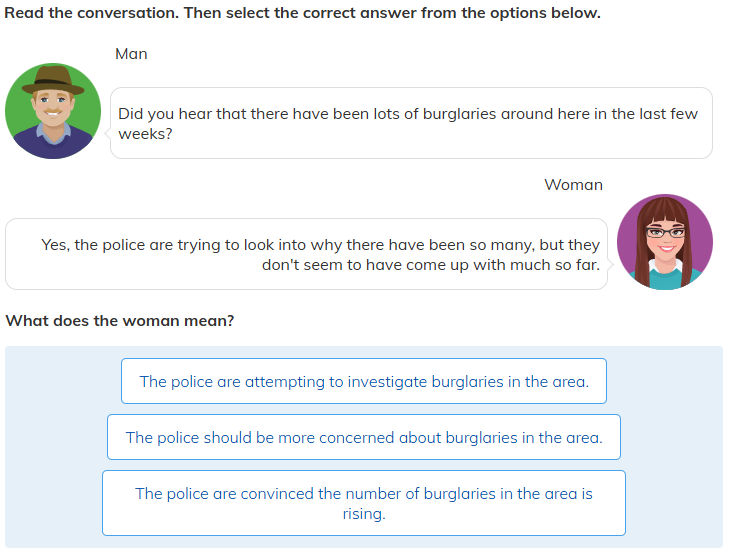 Read the conversation. Then select the correct answer from the options below.
Man
Did you hear that there have been lots of burglaries around here in the last few
weeks?
Woman
Yes, the police are trying to look into why there have been so many, but they
don't seem to have come up with much so far.
What does the woman mean?
The police are attempting to investigate burglaries in the area.
The police should be more concerned about burglaries in the area.
The police are convinced the number of burglaries in the area is
rising.